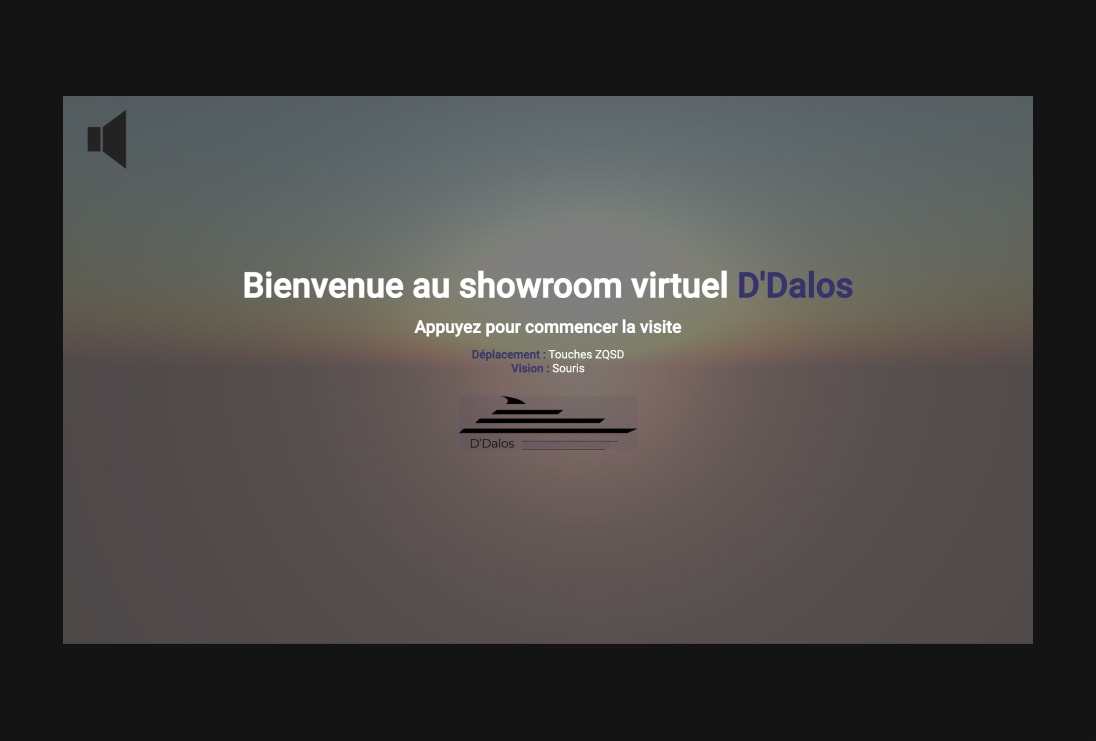 Bienvenue au showroom virtuel D'Dalos
Appuyez pour commencer la visite
Déplacement : Touches ZQSD
Vision : Souris
D'Dalos